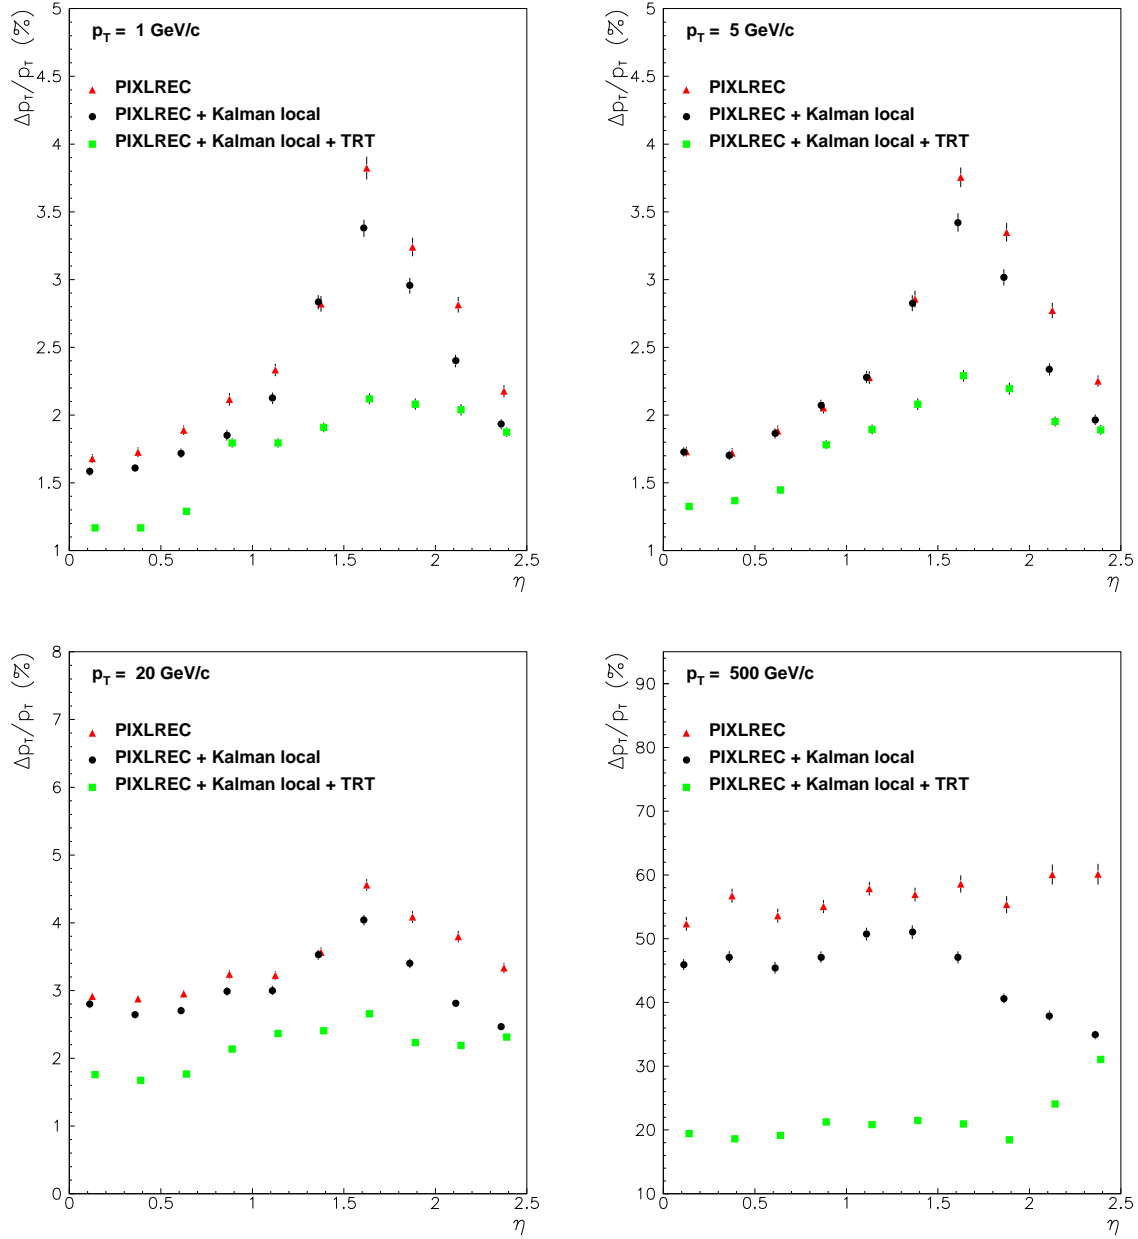 Δp_T/p_T (%)
p_T = 1 GeV/c
PIXLREC
PIXLREC + Kalman local
PIXLREC + Kalman local + TRT
5
4.5
4
3.5
3
2.5
2
1.5
1
0 0.5 1 1.5 2 2.5
η
Δp_T/p_T (%)
p_T = 5 GeV/c
PIXLREC
PIXLREC + Kalman local
PIXLREC + Kalman local + TRT
5
4.5
4
3.5
3
2.5
2
1.5
1
0 0.5 1 1.5 2 2.5
η
Δp_T/p_T (%)
p_T = 20 GeV/c
PIXLREC
PIXLREC + Kalman local
PIXLREC + Kalman local + TRT
8
7
6
5
4
3
2
1
0
0 0.5 1 1.5 2 2.5
η
Δp_T/p_T (%)
p_T = 500 GeV/c
PIXLREC
PIXLREC + Kalman local
PIXLREC + Kalman local + TRT
90
80
70
60
50
40
30
20
10
0 0.5 1 1.5 2 2.5
η